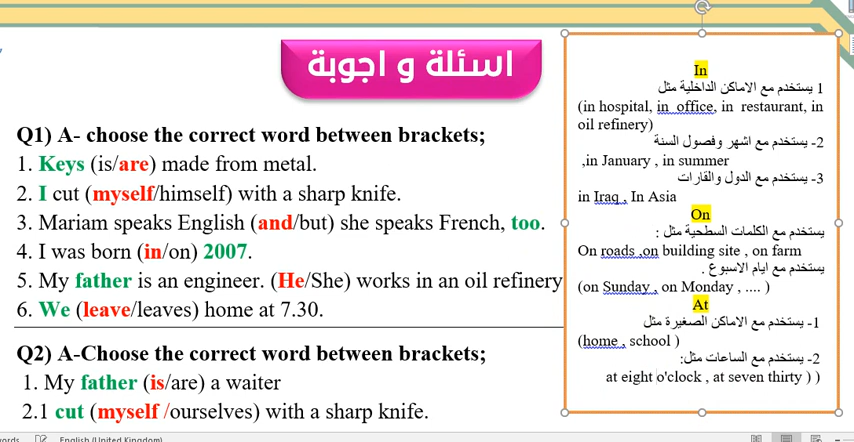 اسئلة و اجوبة
Q1) A- choose the correct word between brackets;
1. Keys (is/are) made from metal.
2. I cut (myself/himself) with a sharp knife.
3. Mariam speaks English (and/but) she speaks French, too.
4. I was born (in/on) 2007.
5. My father is an engineer. (He/She) works in an oil refinery
6. We (leave/leaves) home at 7.30.
Q2) A-Choose the correct word between brackets;
1. My father (is/are) a waiter
2.1 cut (myself /ourselves) with a sharp knife.
In
1 يستخدم مع الاماكن الداخلية مثل
(in hospital, in office, in restaurant, in
oil refinery)
2- يستخدم مع اشهر وفصول السنة
,in January , in summer
3- يستخدم مع الدول والقارات
in Iraq , In Asia
On
يستخدم مع الكلمات السطحية مثل :
On roads ,on building site , on farm
يستخدم مع ايام الاسبوع .
(on Sunday , on Monday , .... )
At
1- يستخدم مع الاماكن الصغيرة مثل
(home , school )
2- يستخدم مع الساعات مثل:
at eight o'clock , at seven thirty ) )
English (United Kingdom)